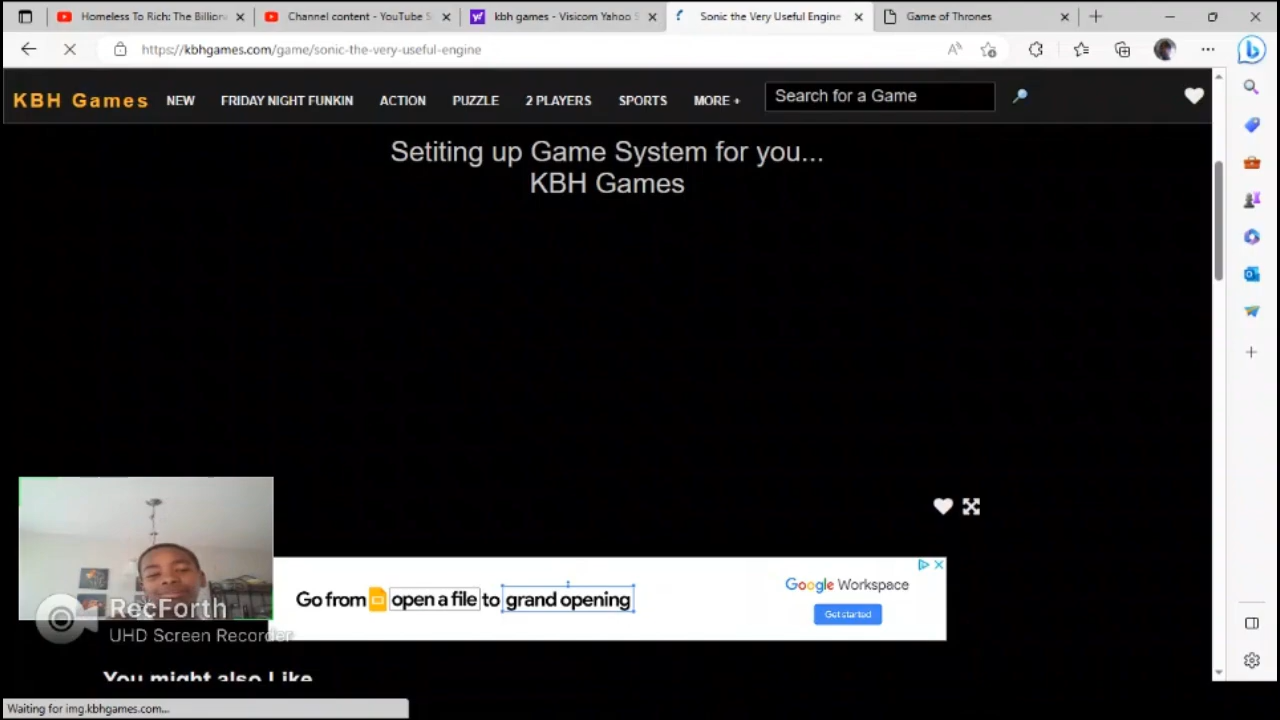 Homeless To Rich: The Billion
Channel content - YouTube S
kbh games - Visicom Yahoo S
Sonic the Very Useful Engine
Game of Thrones
https://kbhgames.com/game/sonic-the-very-useful-engine
KBH Games
NEW
FRIDAY NIGHT FUNKIN
ACTION
PUZZLE
2 PLAYERS
SPORTS
MORE +
Search for a Game
Setiting up Game System for you...
KBH Games
Go from open a file to grand opening
Google Workspace
Get started
RecForth
UHD Screen Recorder
You might also Like
Waiting for img.kbhgames.com...